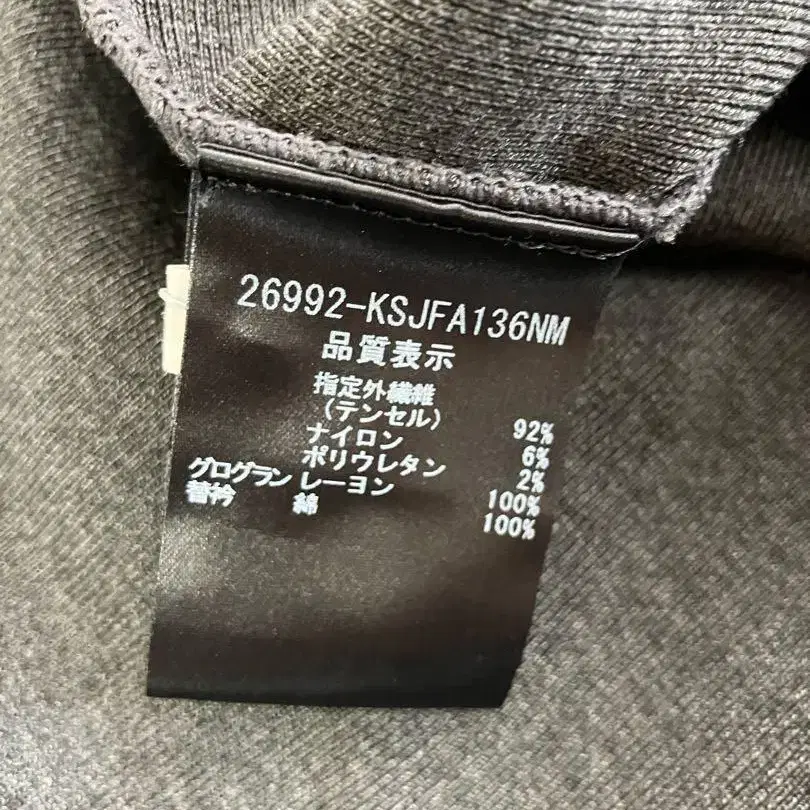 26992-KSJFA136NM
品質表示
指定外繊維
(テンセル) 92%
ナイロン 6%
ポリウレタン 2%
グログラン レーヨン 100%
替衿 綿 100%